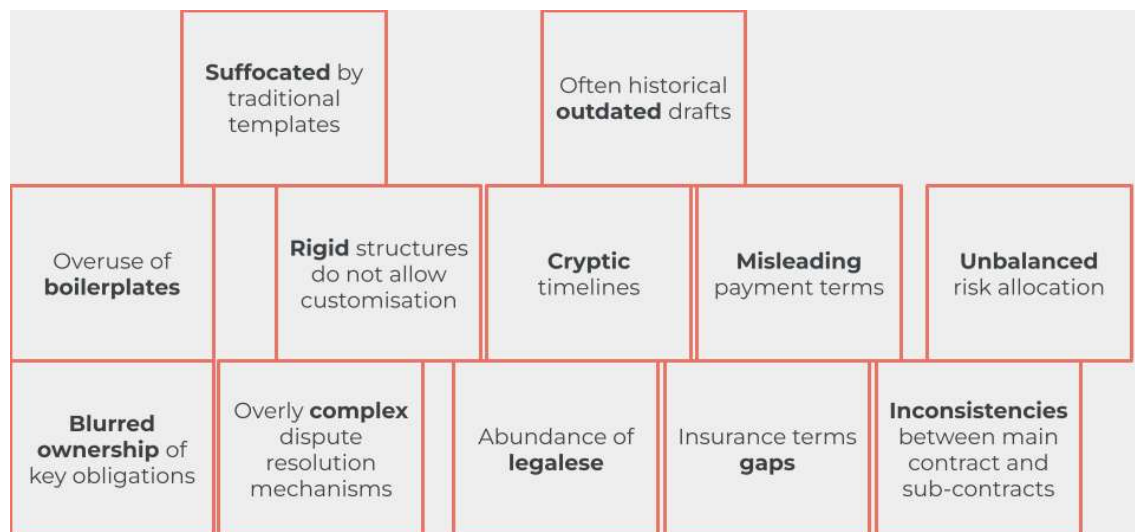 Suffocated by
traditional
templates
Often historical
outdated drafts
Overuse of
boilerplates
Rigid structures
do not allow
customisation
Cryptic
timelines
Misleading
payment terms
Unbalanced
risk allocation
Blurred
ownership of
key obligations
Overly complex
dispute
resolution
mechanisms
Abundance of
legalese
Insurance terms
gaps
Inconsistencies
between main
contract and
sub-contracts